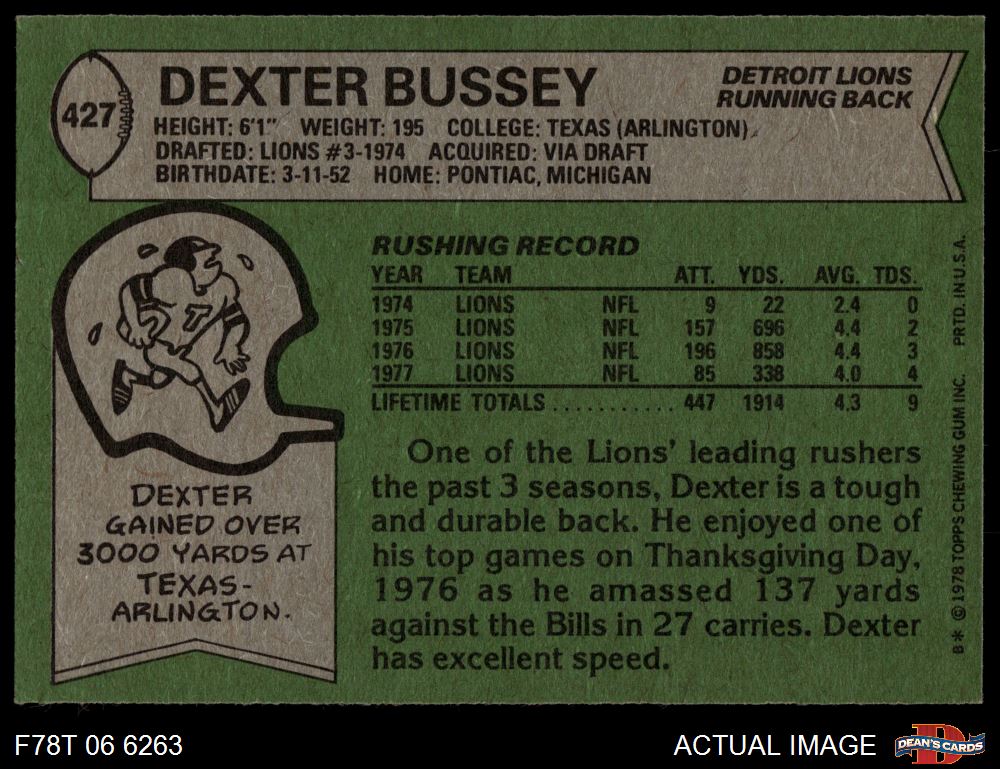 427
DEXTER BUSSEY
DETROIT LIONS
RUNNING BACK
HEIGHT: 6'1" WEIGHT: 195 COLLEGE: TEXAS (ARLINGTON)
DRAFTED: LIONS #3-1974 ACQUIRED: VIA DRAFT
BIRTHDATE: 3-11-52 HOME: PONTIAC, MICHIGAN
T
DEXTER
GAINED OVER
3000 YARDS AT
TEXAS-
ARLINGTON.
RUSHING RECORD
YEAR TEAM ATT. YDS. AVG. TDS.
1974 LIONS NFL 9 22 2.4 0
1975 LIONS NFL 157 696 4.4 2
1976 LIONS NFL 196 858 4.4 3
1977 LIONS NFL 85 338 4.0 4
LIFETIME TOTALS ........... 447 1914 4.3 9
One of the Lions' leading rushers
the past 3 seasons, Dexter is a tough
and durable back. He enjoyed one of
his top games on Thanksgiving Day,
1976 as he amassed 137 yards
against the Bills in 27 carries. Dexter
has excellent speed.
B* © 1978 TOPPS CHEWING GUM INC. PRTD. IN U.S.A.
F78T 06 6263
ACTUAL IMAGE
D
DEAN'S CARDS